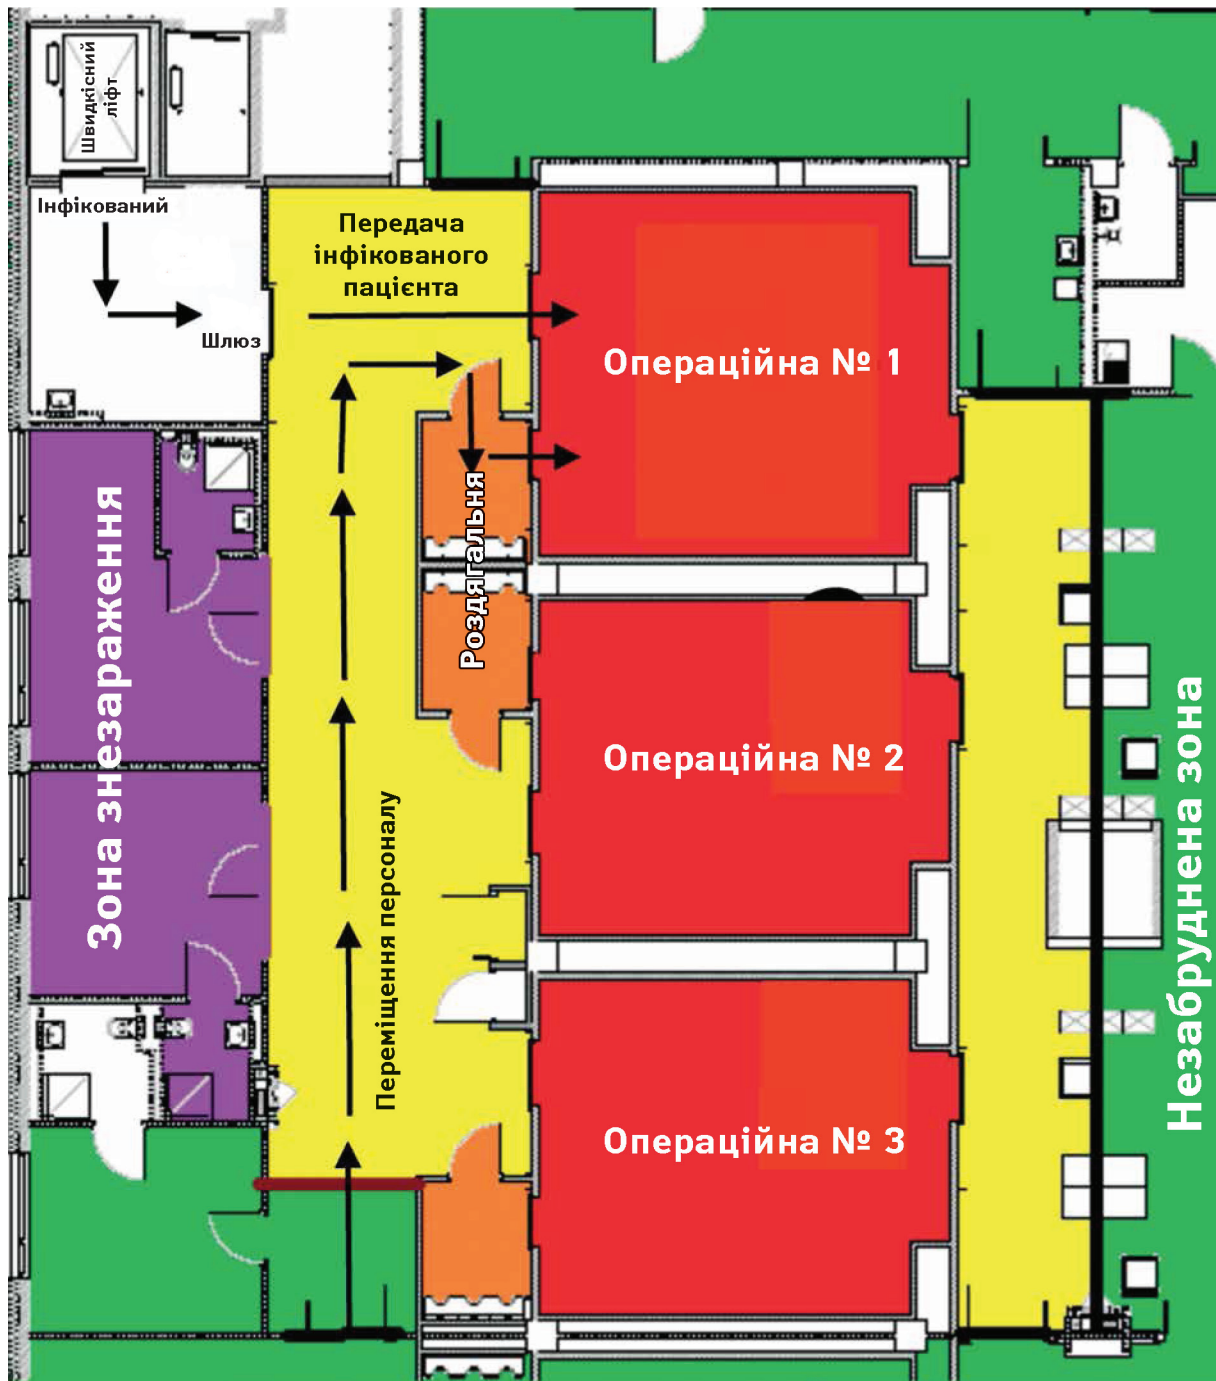 Швидкісний
ліфт
Інфікований
Шлюз
Передача
інфікованого
пацієнта
Операційна № 1
Роздягальня
Зона знезараження
Операційна № 2
Переміщення персоналу
Незабруднена зона
Операційна № 3